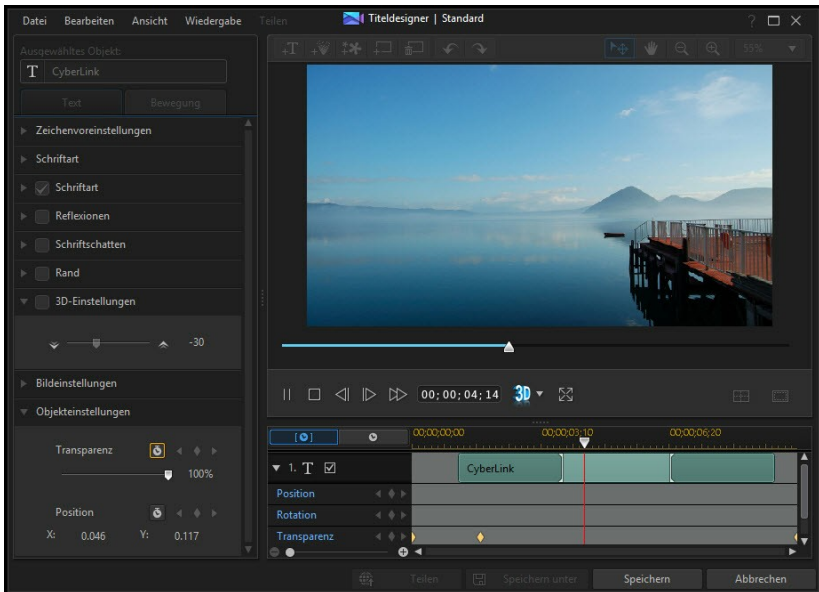 Datei Bearbeiten Ansicht Wiedergabe Teilen Titeldesigner | Standard ?
Ausgewähltes Objekt:
T CyberLink
Text Bewegung
Zeichenvoreinstellungen
Schriftart
Schriftart
Reflexionen
Schriftschatten
Rand
3D-Einstellungen
-30
Bildeinstellungen
Objekteinstellungen
Transparenz
100%
Position
X: 0.046 Y: 0.117
55%
00;00;04;14 3D
00;00;00;00 00;00;03;10 00;00;06;20
1. T CyberLink
Position
Rotation
Transparenz
Teilen Speichern unter Speichern Abbrechen